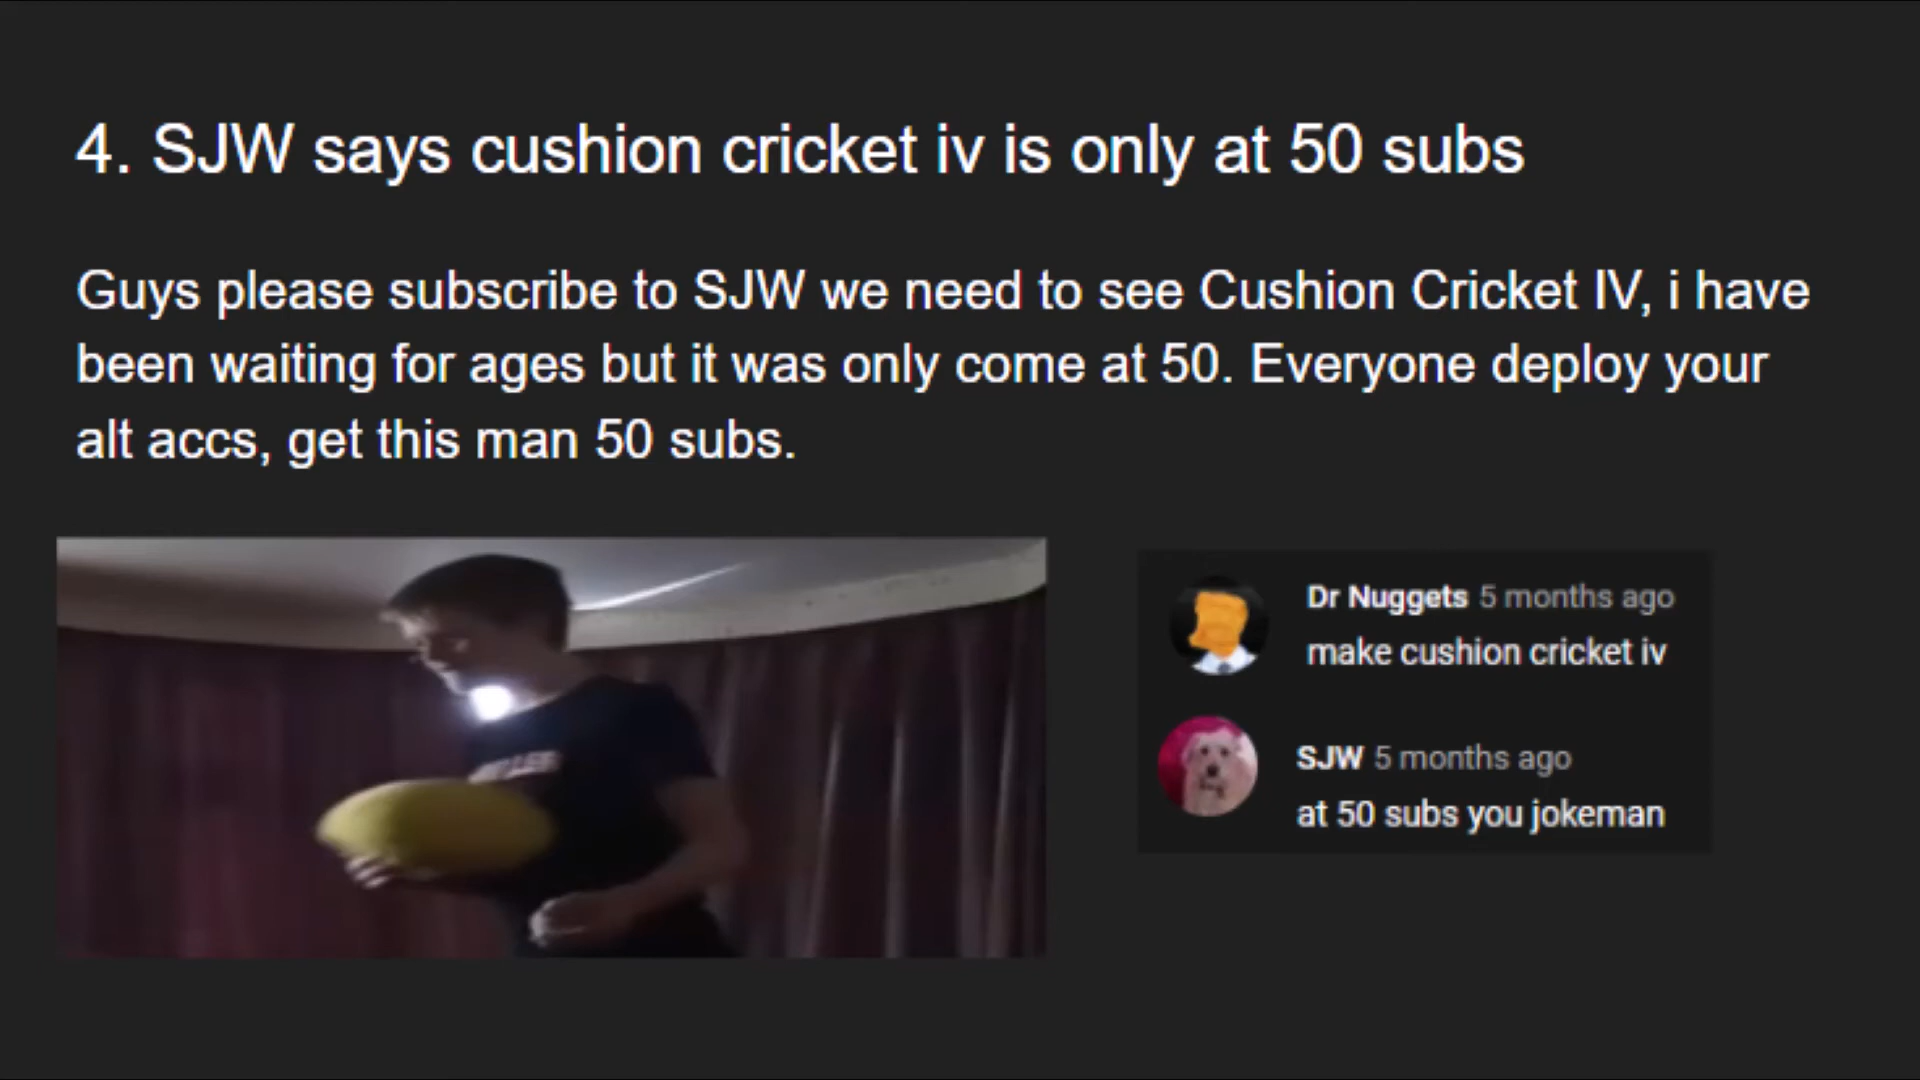 4. SJW says cushion cricket iv is only at 50 subs
Guys please subscribe to SJW we need to see Cushion Cricket IV, i have
been waiting for ages but it was only come at 50. Everyone deploy your
alt accs, get this man 50 subs.
Dr Nuggets 5 months ago
make cushion cricket iv
SJW 5 months ago
at 50 subs you jokeman